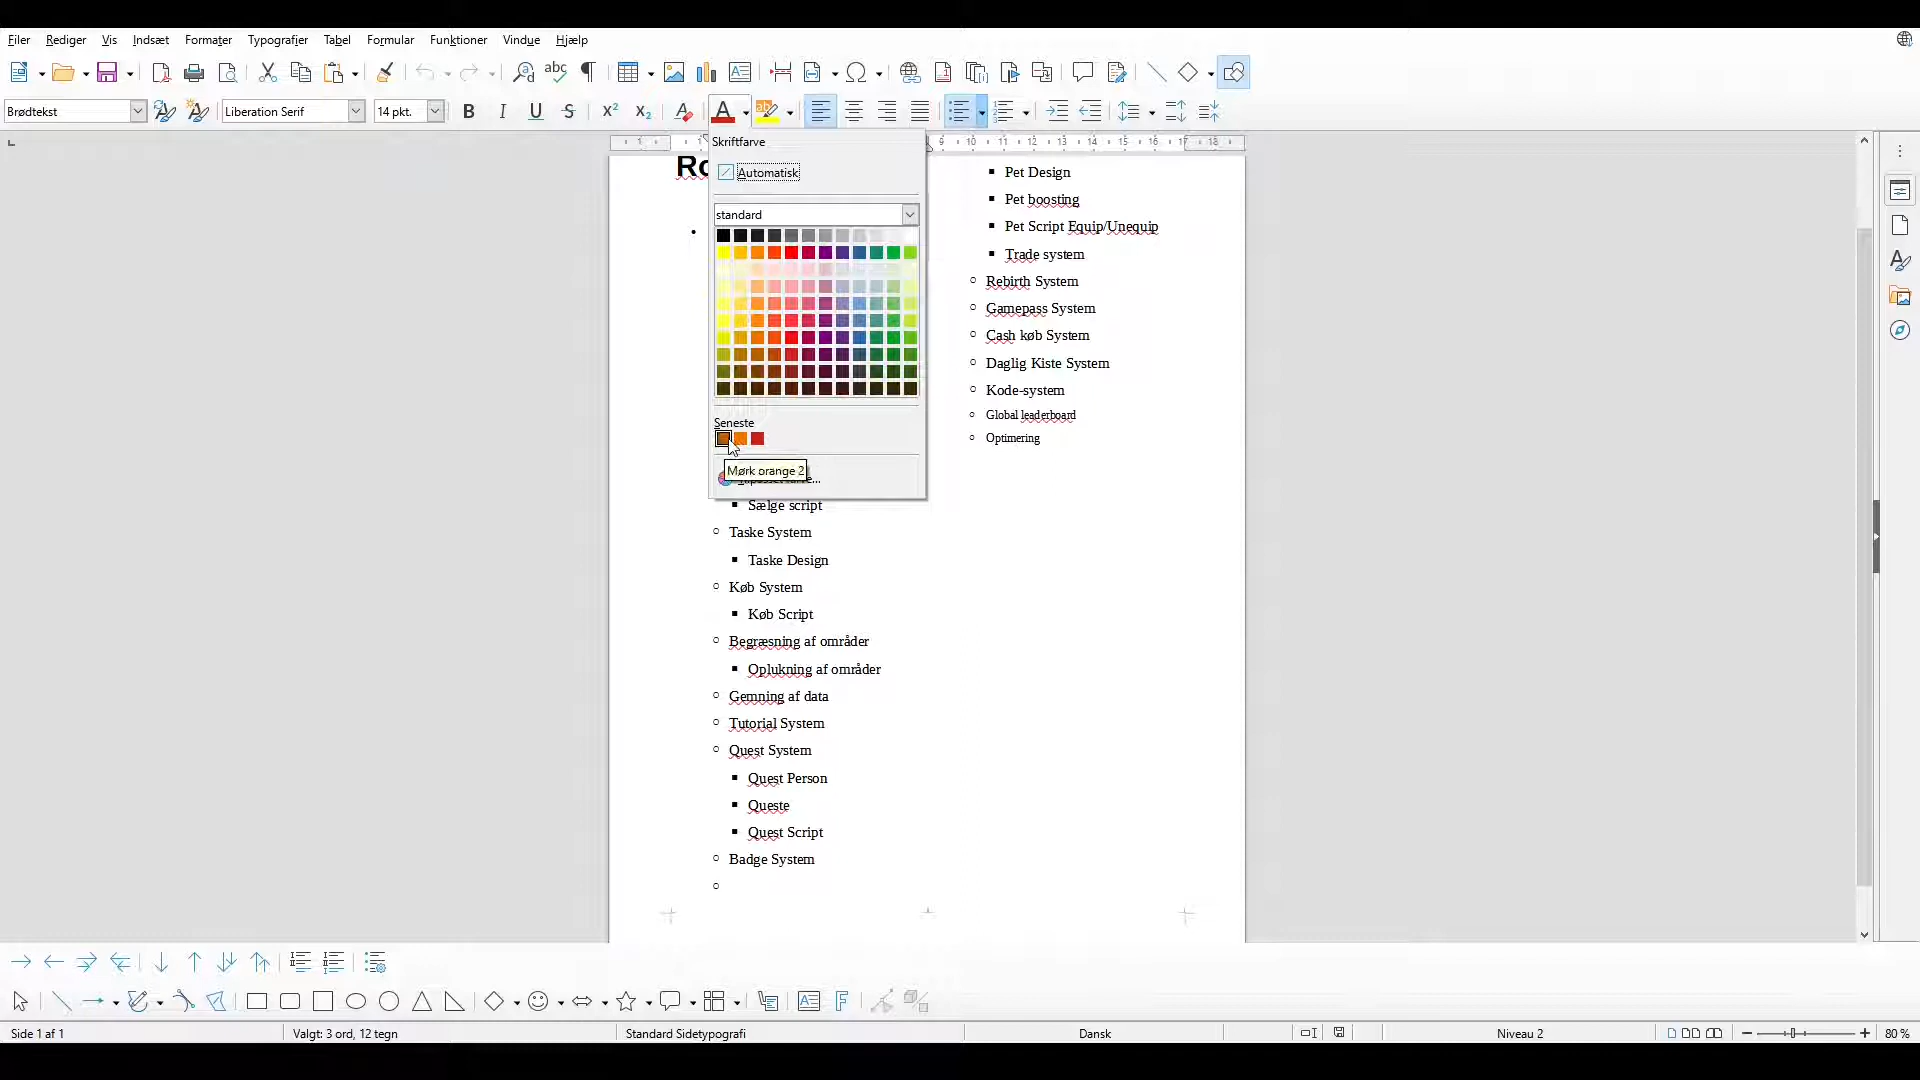 Filer Rediger Vis Indsæt Formater Typografier Tabel Formular Funktioner Vindue Hjælp
Brødtekst Liberation Serif 14 pkt.
Skriftfarve
Automatisk
standard
Seneste
Mørk orange 2
Sælge script
Taske System
Taske Design
Køb System
Køb Script
Begræsning af områder
Oplukning af områder
Gemning af data
Tutorial System
Quest System
Quest Person
Queste
Quest Script
Badge System
Pet Design
Pet boosting
Pet Script Equip/Unequip
Trade system
Rebirth System
Gamepass System
Cash køb System
Daglig Kiste System
Kode-system
Global leaderboard
Optimering
Side 1 af 1 Valgt: 3 ord, 12 tegn Standard Sidetypografi Dansk Niveau 2 80 %